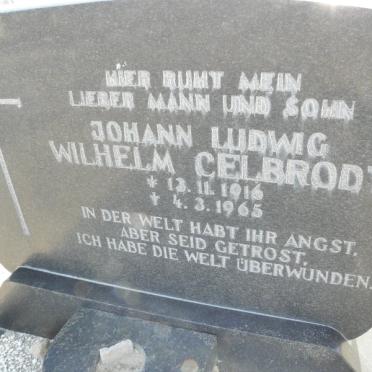 HIER RUHT MEIN
LIEBER MANN UND SOHN
JOHANN LUDWIG
WILHELM GELBRODT
* 13.11.1916
* 4.3.1965
IN DER WELT HABT IHR ANGST,
ABER SEID GETROST,
ICH HABE DIE WELT ÜBERWUNDEN.